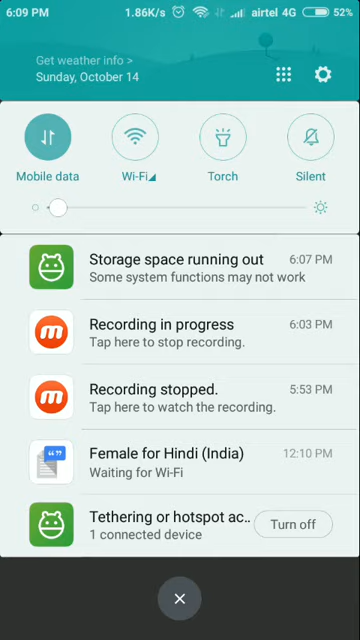 6:09 PM 1.86K/s airtel 4G 52%
Get weather info >
Sunday, October 14
Mobile data Wi-Fi Torch Silent
Storage space running out 6:07 PM
Some system functions may not work
Recording in progress 6:03 PM
Tap here to stop recording.
Recording stopped. 5:53 PM
Tap here to watch the recording.
Female for Hindi (India) 12:10 PM
Waiting for Wi-Fi
Tethering or hotspot ac..
1 connected device
Turn off